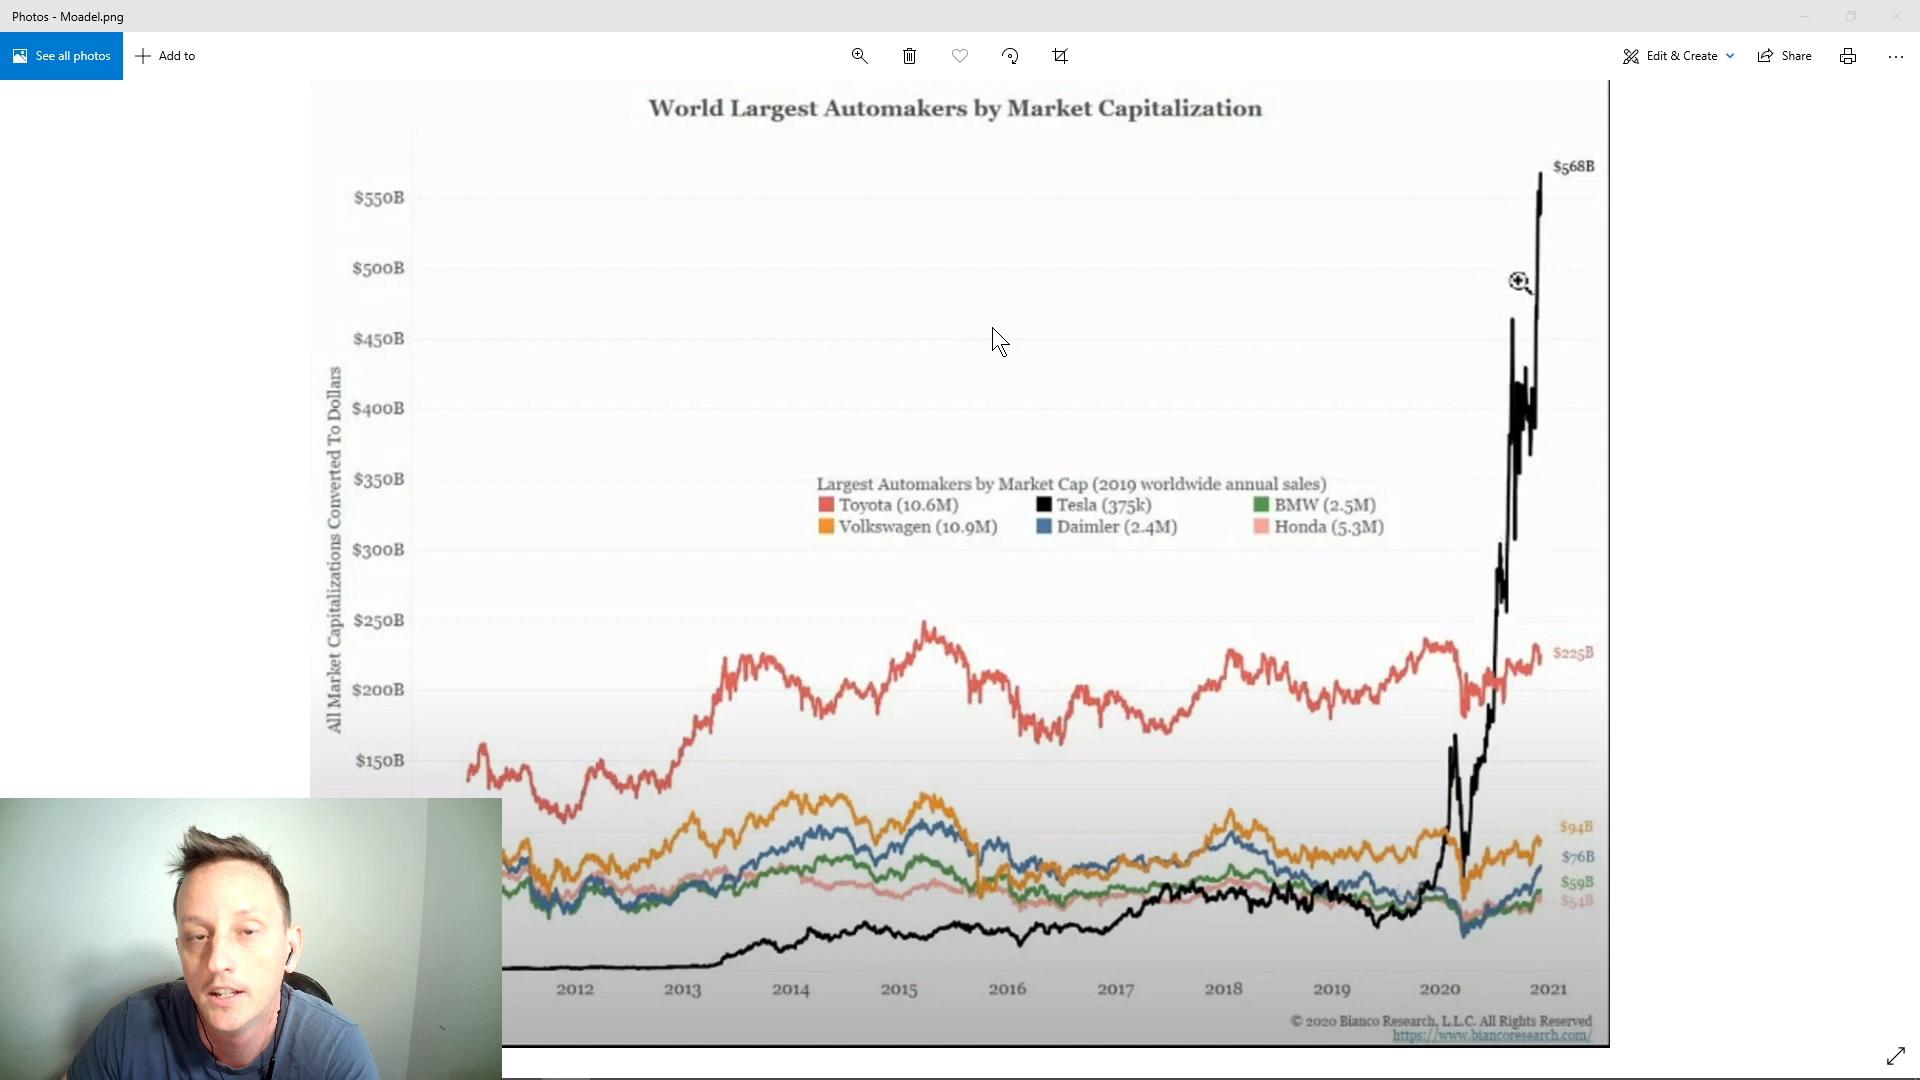 Photos - Moadel.png
See all photos
Add to
Edit & Create
Share
World Largest Automakers by Market Capitalization
$568B
$550B
$500B
$450B
$400B
$350B
$300B
$250B
$200B
$150B
All Market Capitalizations Converted To Dollars
Largest Automakers by Market Cap (2019 worldwide annual sales)
Toyota (10.6M) Tesla (375k) BMW (2.5M)
Volkswagen (10.9M) Daimler (2.4M) Honda (5.3M)
$225B
$94B
$76B
$59B
$54B
2012 2013 2014 2015 2016 2017 2018 2019 2020 2021
© 2020 Bianco Research, L.L.C. All Rights Reserved
https://www.biancoresearch.com/